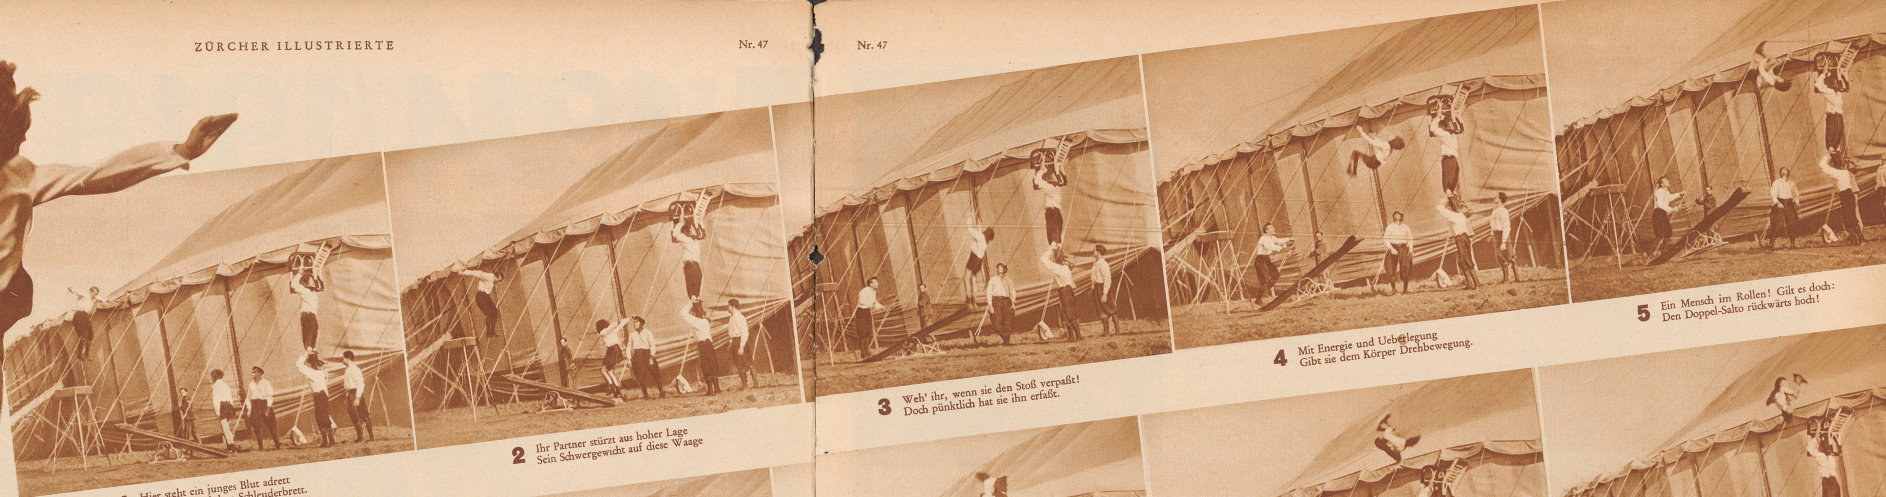 ZÜRCHER ILLUSTRIERTE
Nr. 47
Nr. 47
Hier steht ein junges Blut adrett
Schleuderbrett.
2
Ihr Partner stürzt aus hoher Lage
Sein Schwergewicht auf diese Waage
3
Weh' ihr, wenn sie den Stoß verpaßt!
Doch pünktlich hat sie ihn erfaßt.
4
Mit Energie und Ueberlegung
Gibt sie dem Körper Drehbewegung.
5
Ein Mensch im Rollen! Gilt es doch:
Den Doppel-Salto rückwärts hoch!